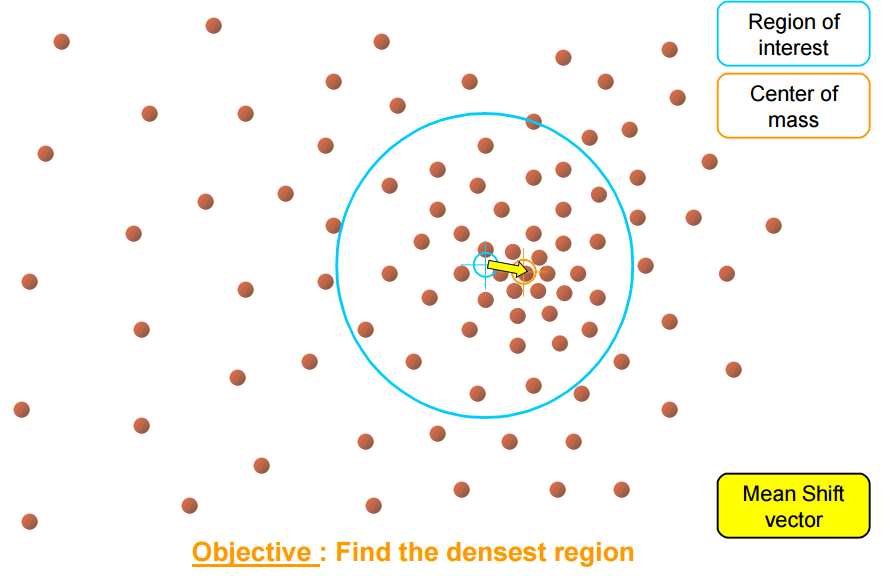 Region of
interest
Center of
mass
Mean Shift
vector
Objective : Find the densest region